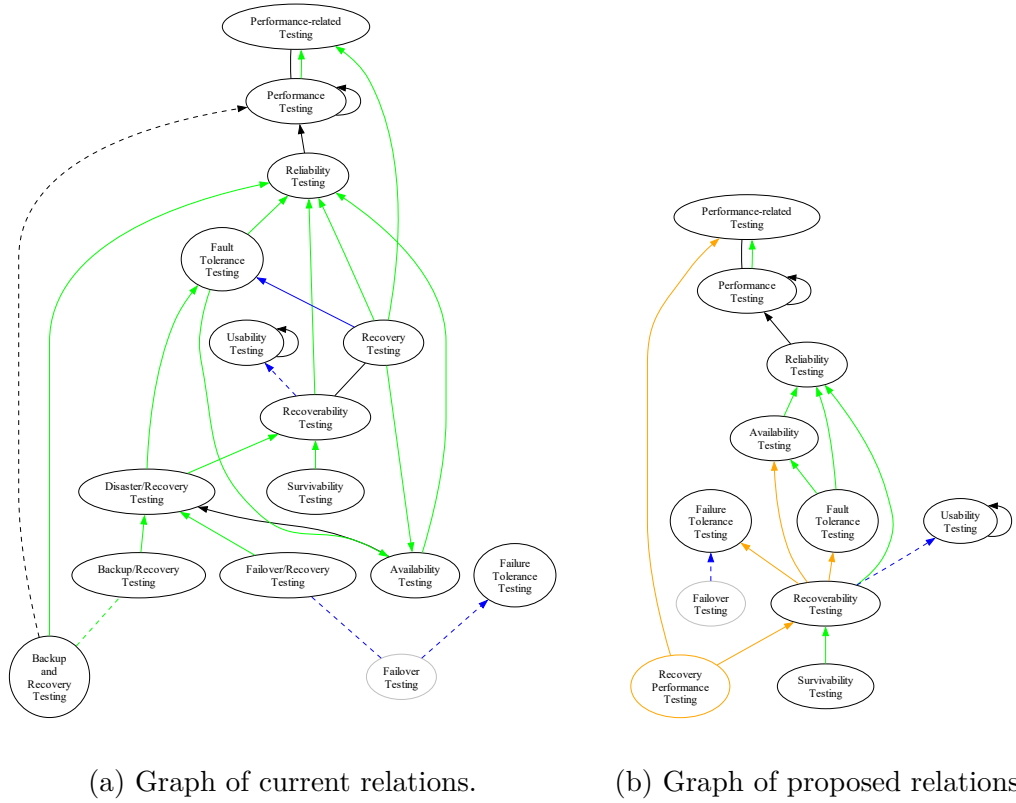 Performance-related
Testing
Performance
Testing
Reliability
Testing
Fault
Tolerance
Testing
Usability
Testing
Recovery
Testing
Recoverability
Testing
Disaster/Recovery
Testing
Survivability
Testing
Backup/Recovery
Testing
Failover/Recovery
Testing
Availability
Testing
Failure
Tolerance
Testing
Backup
and
Recovery
Testing
Failover
Testing
(a) Graph of current relations.
Performance-related
Testing
Performance
Testing
Reliability
Testing
Availability
Testing
Failure
Tolerance
Testing
Fault
Tolerance
Testing
Usability
Testing
Failover
Testing
Recoverability
Testing
Recovery
Performance
Testing
Survivability
Testing
(b) Graph of proposed relations